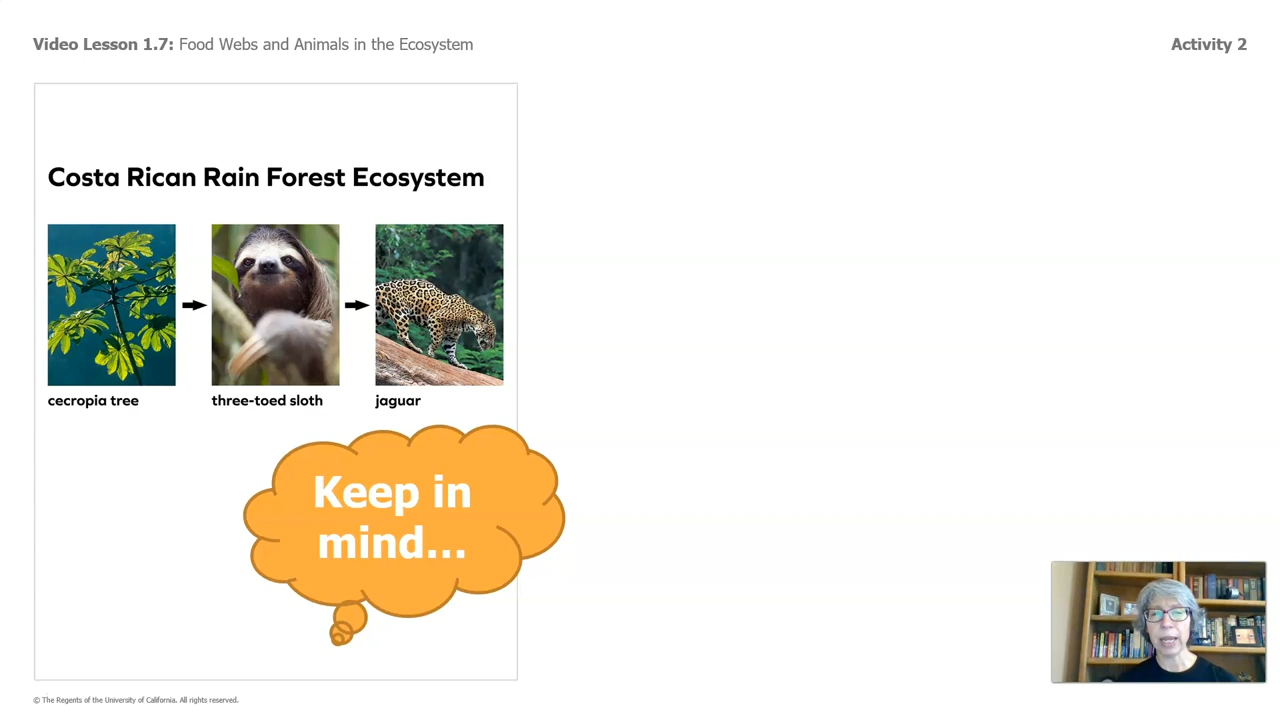 Video Lesson 1.7: Food Webs and Animals in the Ecosystem
Activity 2
Costa Rican Rain Forest Ecosystem
cecropia tree
three-toed sloth
jaguar
Keep in
mind...
© The Regents of the University of California. All rights reserved.